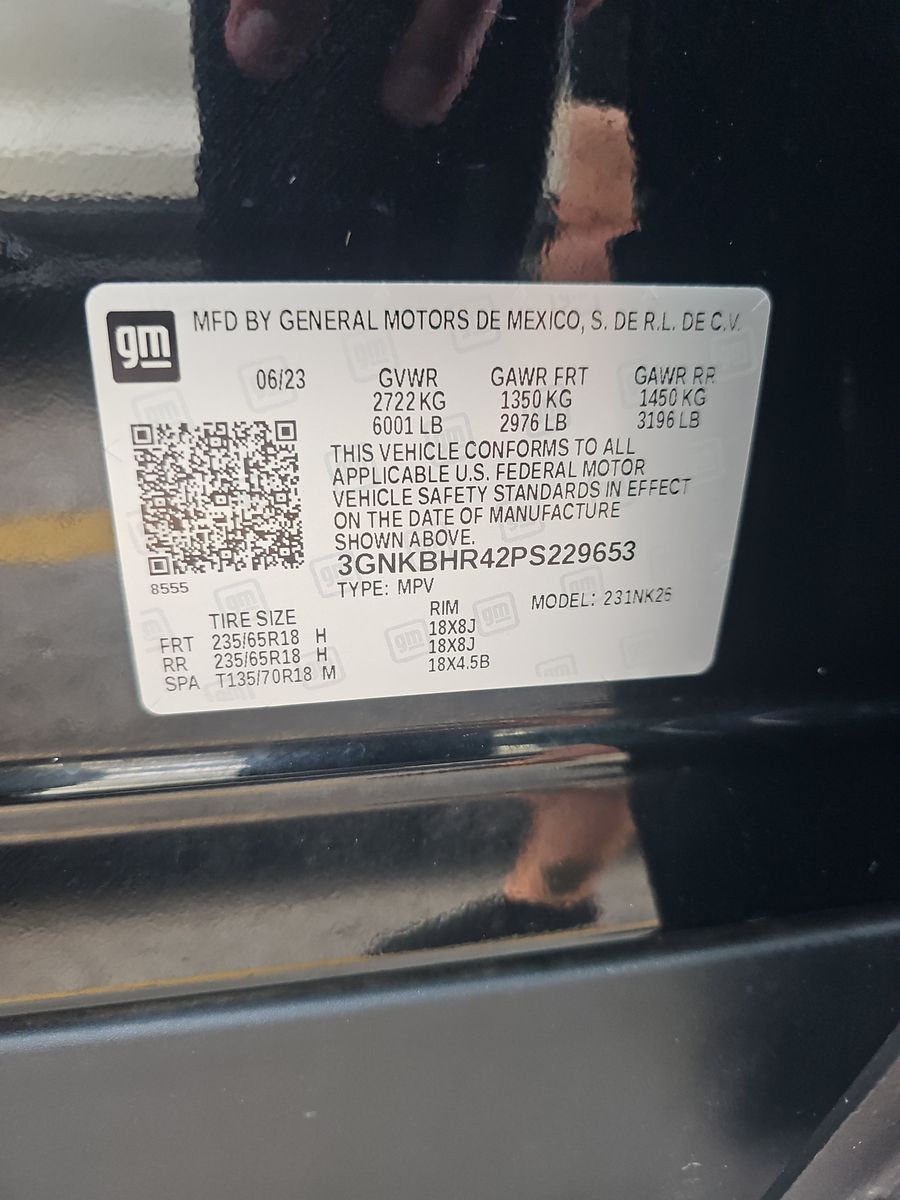 gm MFD BY GENERAL MOTORS DE MEXICO, S. DE R.L. DE C.V.
06/23 GVWR GAWR FRT GAWR RR
2722 KG 1350 KG 1450 KG
6001 LB 2976 LB 3196 LB
THIS VEHICLE CONFORMS TO ALL
APPLICABLE U.S. FEDERAL MOTOR
VEHICLE SAFETY STANDARDS IN EFFECT
ON THE DATE OF MANUFACTURE
SHOWN ABOVE.
3GNKBHR42PS229653
8555 TYPE: MPV MODEL: 231NK26
TIRE SIZE RIM
FRT 235/65R18 H 18X8J
RR 235/65R18 H 18X8J
SPA T135/70R18 M 18X4.5B